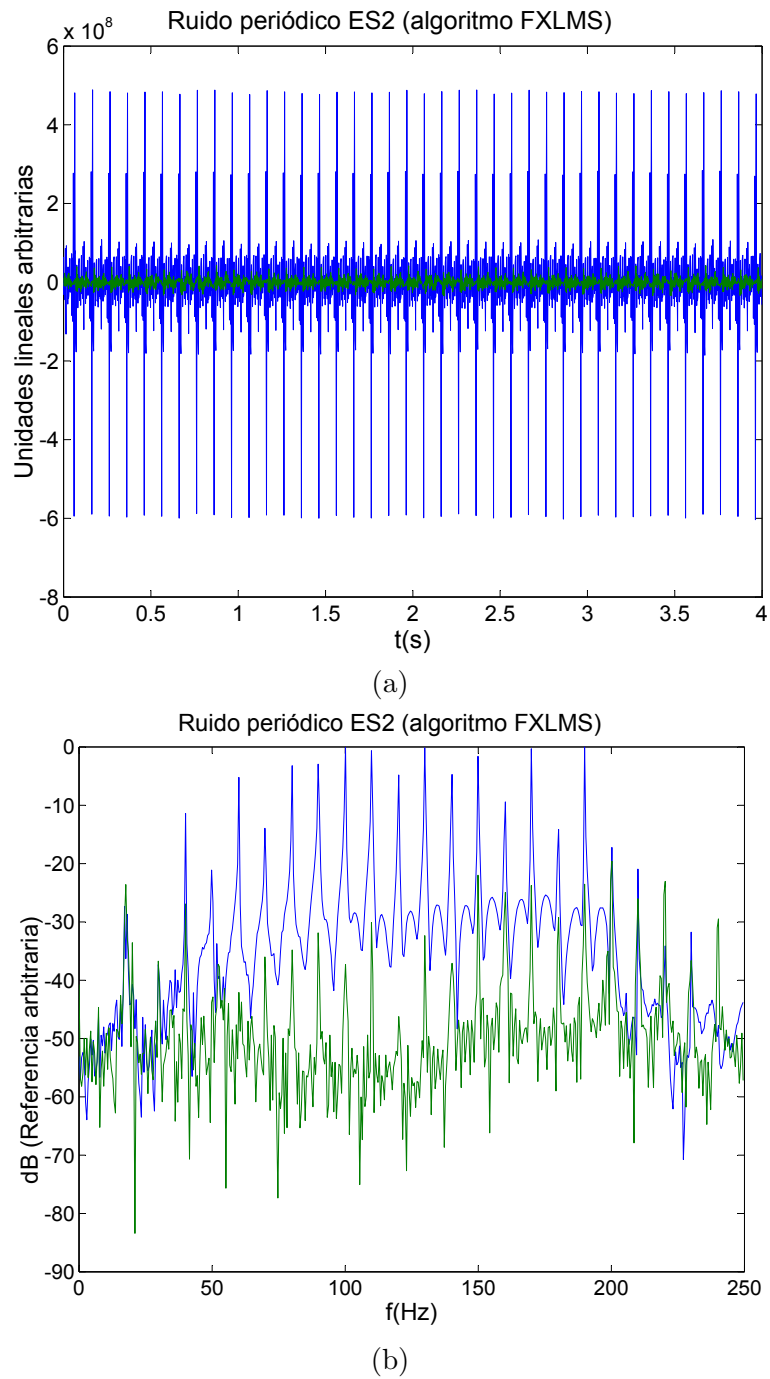 Ruido periódico ES2 (algoritmo FXLMS)
x 10^8
6
4
2
0
-2
-4
-6
-8
Unidades lineales arbitrarias
0 0.5 1 1.5 2 2.5 3 3.5 4
t(s)
(a)
Ruido periódico ES2 (algoritmo FXLMS)
0
-10
-20
-30
-40
-50
-60
-70
-80
-90
dB (Referencia arbitraria)
0 50 100 150 200 250
f(Hz)
(b)